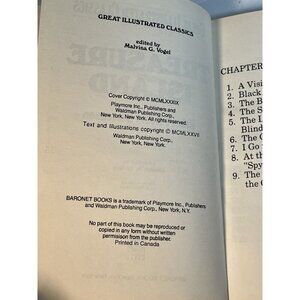 GREAT ILLUSTRATED CLASSICS
edited by
Malvina G. Vogel
Cover Copyright © MCMLXXXIX
Playmore Inc., Publishers and
Waldman Publishing Corp.,
New York, New York.
All rights reserved.
Text and illustrations copyright © MCMLXXVII
Waldman Publishing Corp.
New York, New York.
BARONET BOOKS is a trademark of Playmore Inc., Publishers
and Waldman Publishing Corp., New York, N.Y.
No part of this book may be reproduced or
copied in any form without written
permission from the publisher.
Printed in Canada
CHAPTER
1. A Visi
2. Black
3. The B
4. The S
5. The L
Blind
6. The C
7. I Go
8. At th
"Spy
9. The
the C